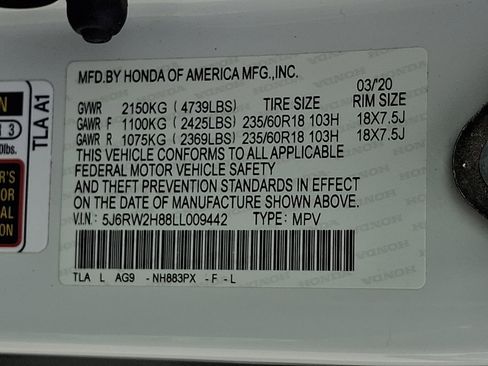 MFD.BY HONDA OF AMERICA MFG.,INC.
03/'20
GVWR 2150KG (4739LBS) TIRE SIZE RIM SIZE
GAWR F 1100KG (2425LBS) 235/60R18 103H 18X7.5J
GAWR R 1075KG (2369LBS) 235/60R18 103H 18X7.5J
THIS VEHICLE CONFORMS TO ALL APPLICABLE
FEDERAL MOTOR VEHICLE SAFETY
AND THEFT PREVENTION STANDARDS IN EFFECT
ON THE DATE OF MANUFACTURE SHOWN ABOVE.
V.I.N.: 5J6RW2H88LL009442 TYPE: MPV
TLA L AG9 - NH883PX - F - L
TLA A1
3